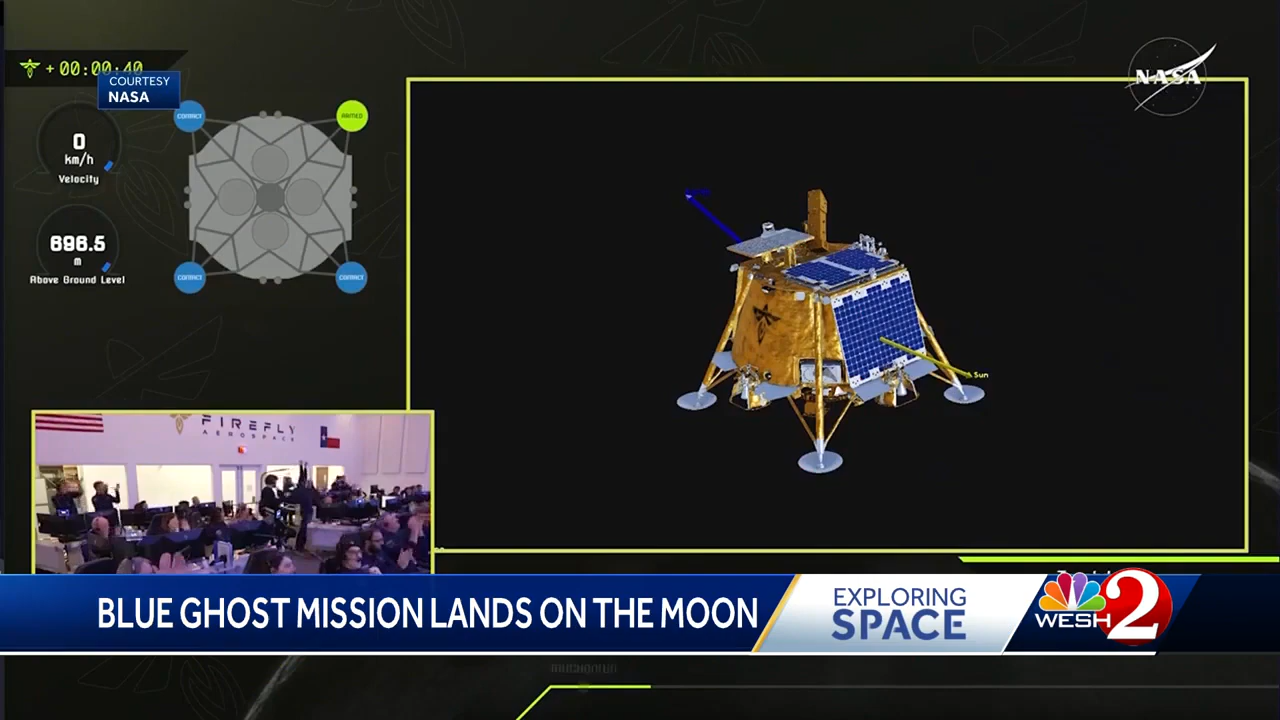 + 00:00:40
COURTESY
NASA
NASA
CONTACT
ARMED
0
km/h
Velocity
696.5
m
Above Ground Level
CONTACT
CONTACT
Sun
FIREFLY
AEROSPACE
BLUE GHOST MISSION LANDS ON THE MOON
EXPLORING
SPACE
WESH 2